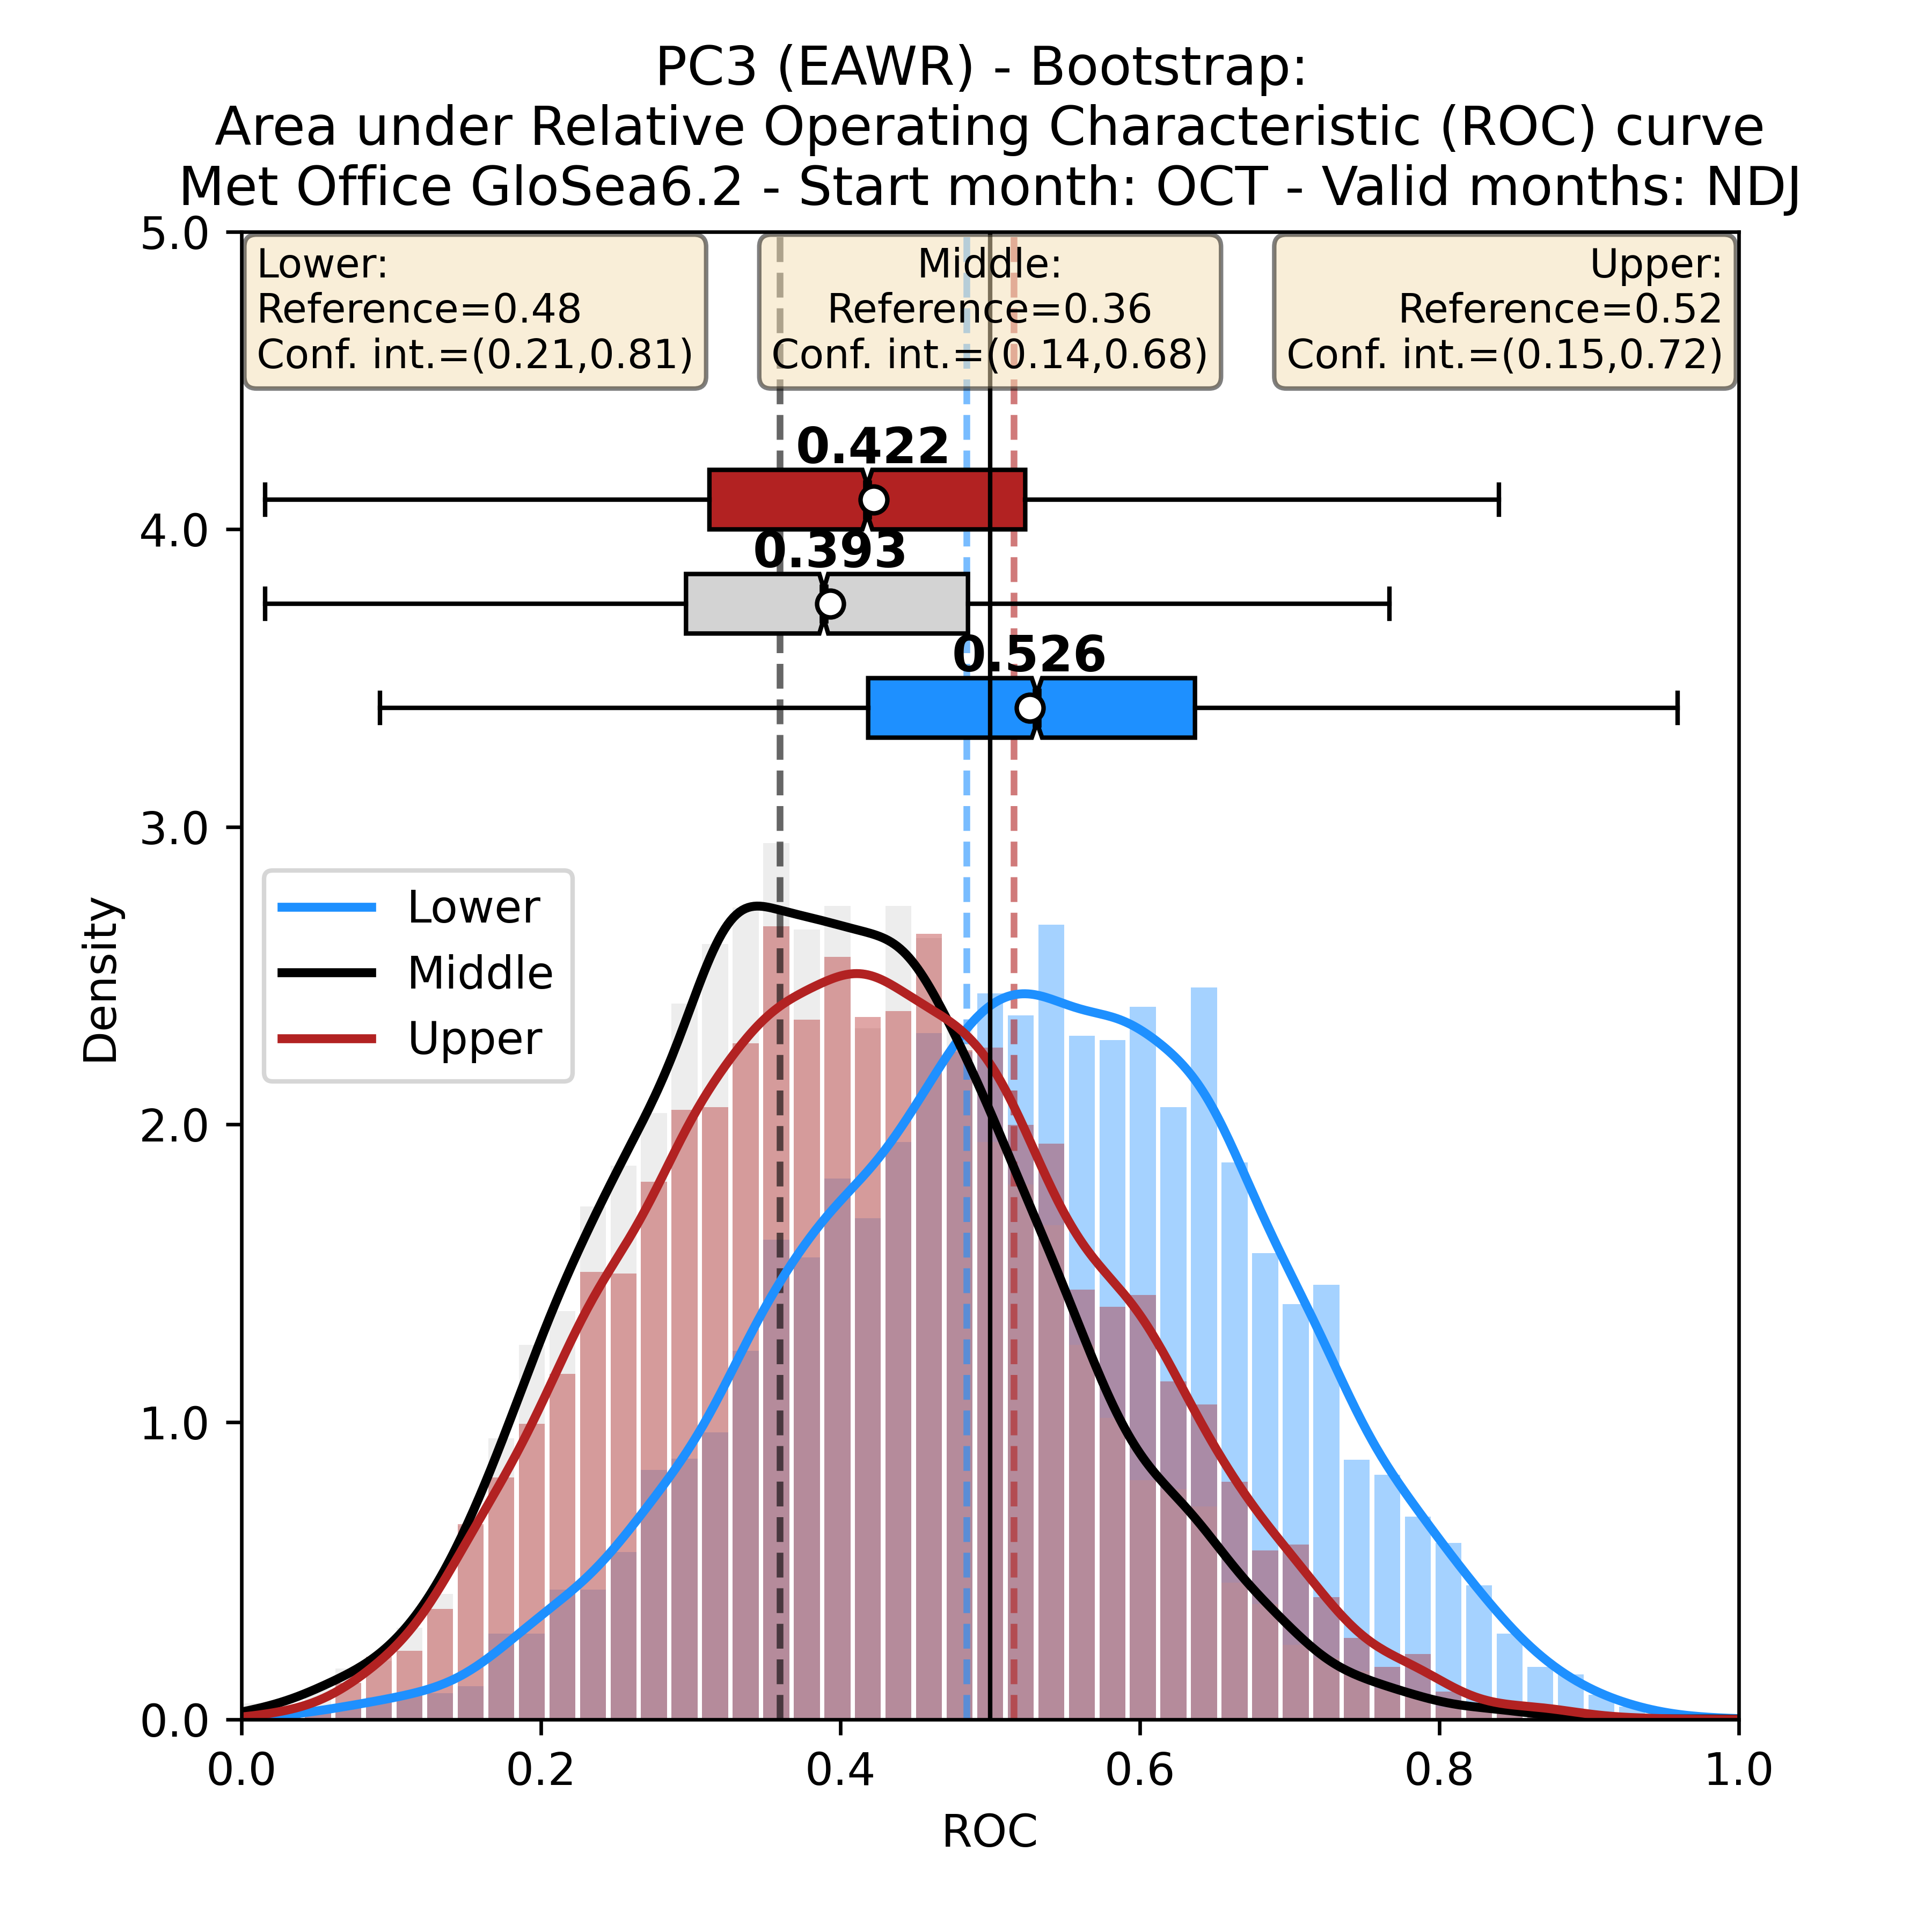 PC3 (EAWR) - Bootstrap:
Area under Relative Operating Characteristic (ROC) curve
Met Office GloSea6.2 - Start month: OCT - Valid months: NDJ
Lower:
Reference=0.48
Conf. int.=(0.21,0.81)
Middle:
Reference=0.36
Conf. int.=(0.14,0.68)
Upper:
Reference=0.52
Conf. int.=(0.15,0.72)
0.422
0.393
0.526
Lower
Middle
Upper
Density
5.0
4.0
3.0
2.0
1.0
0.0
0.0 0.2 0.4 0.6 0.8 1.0
ROC